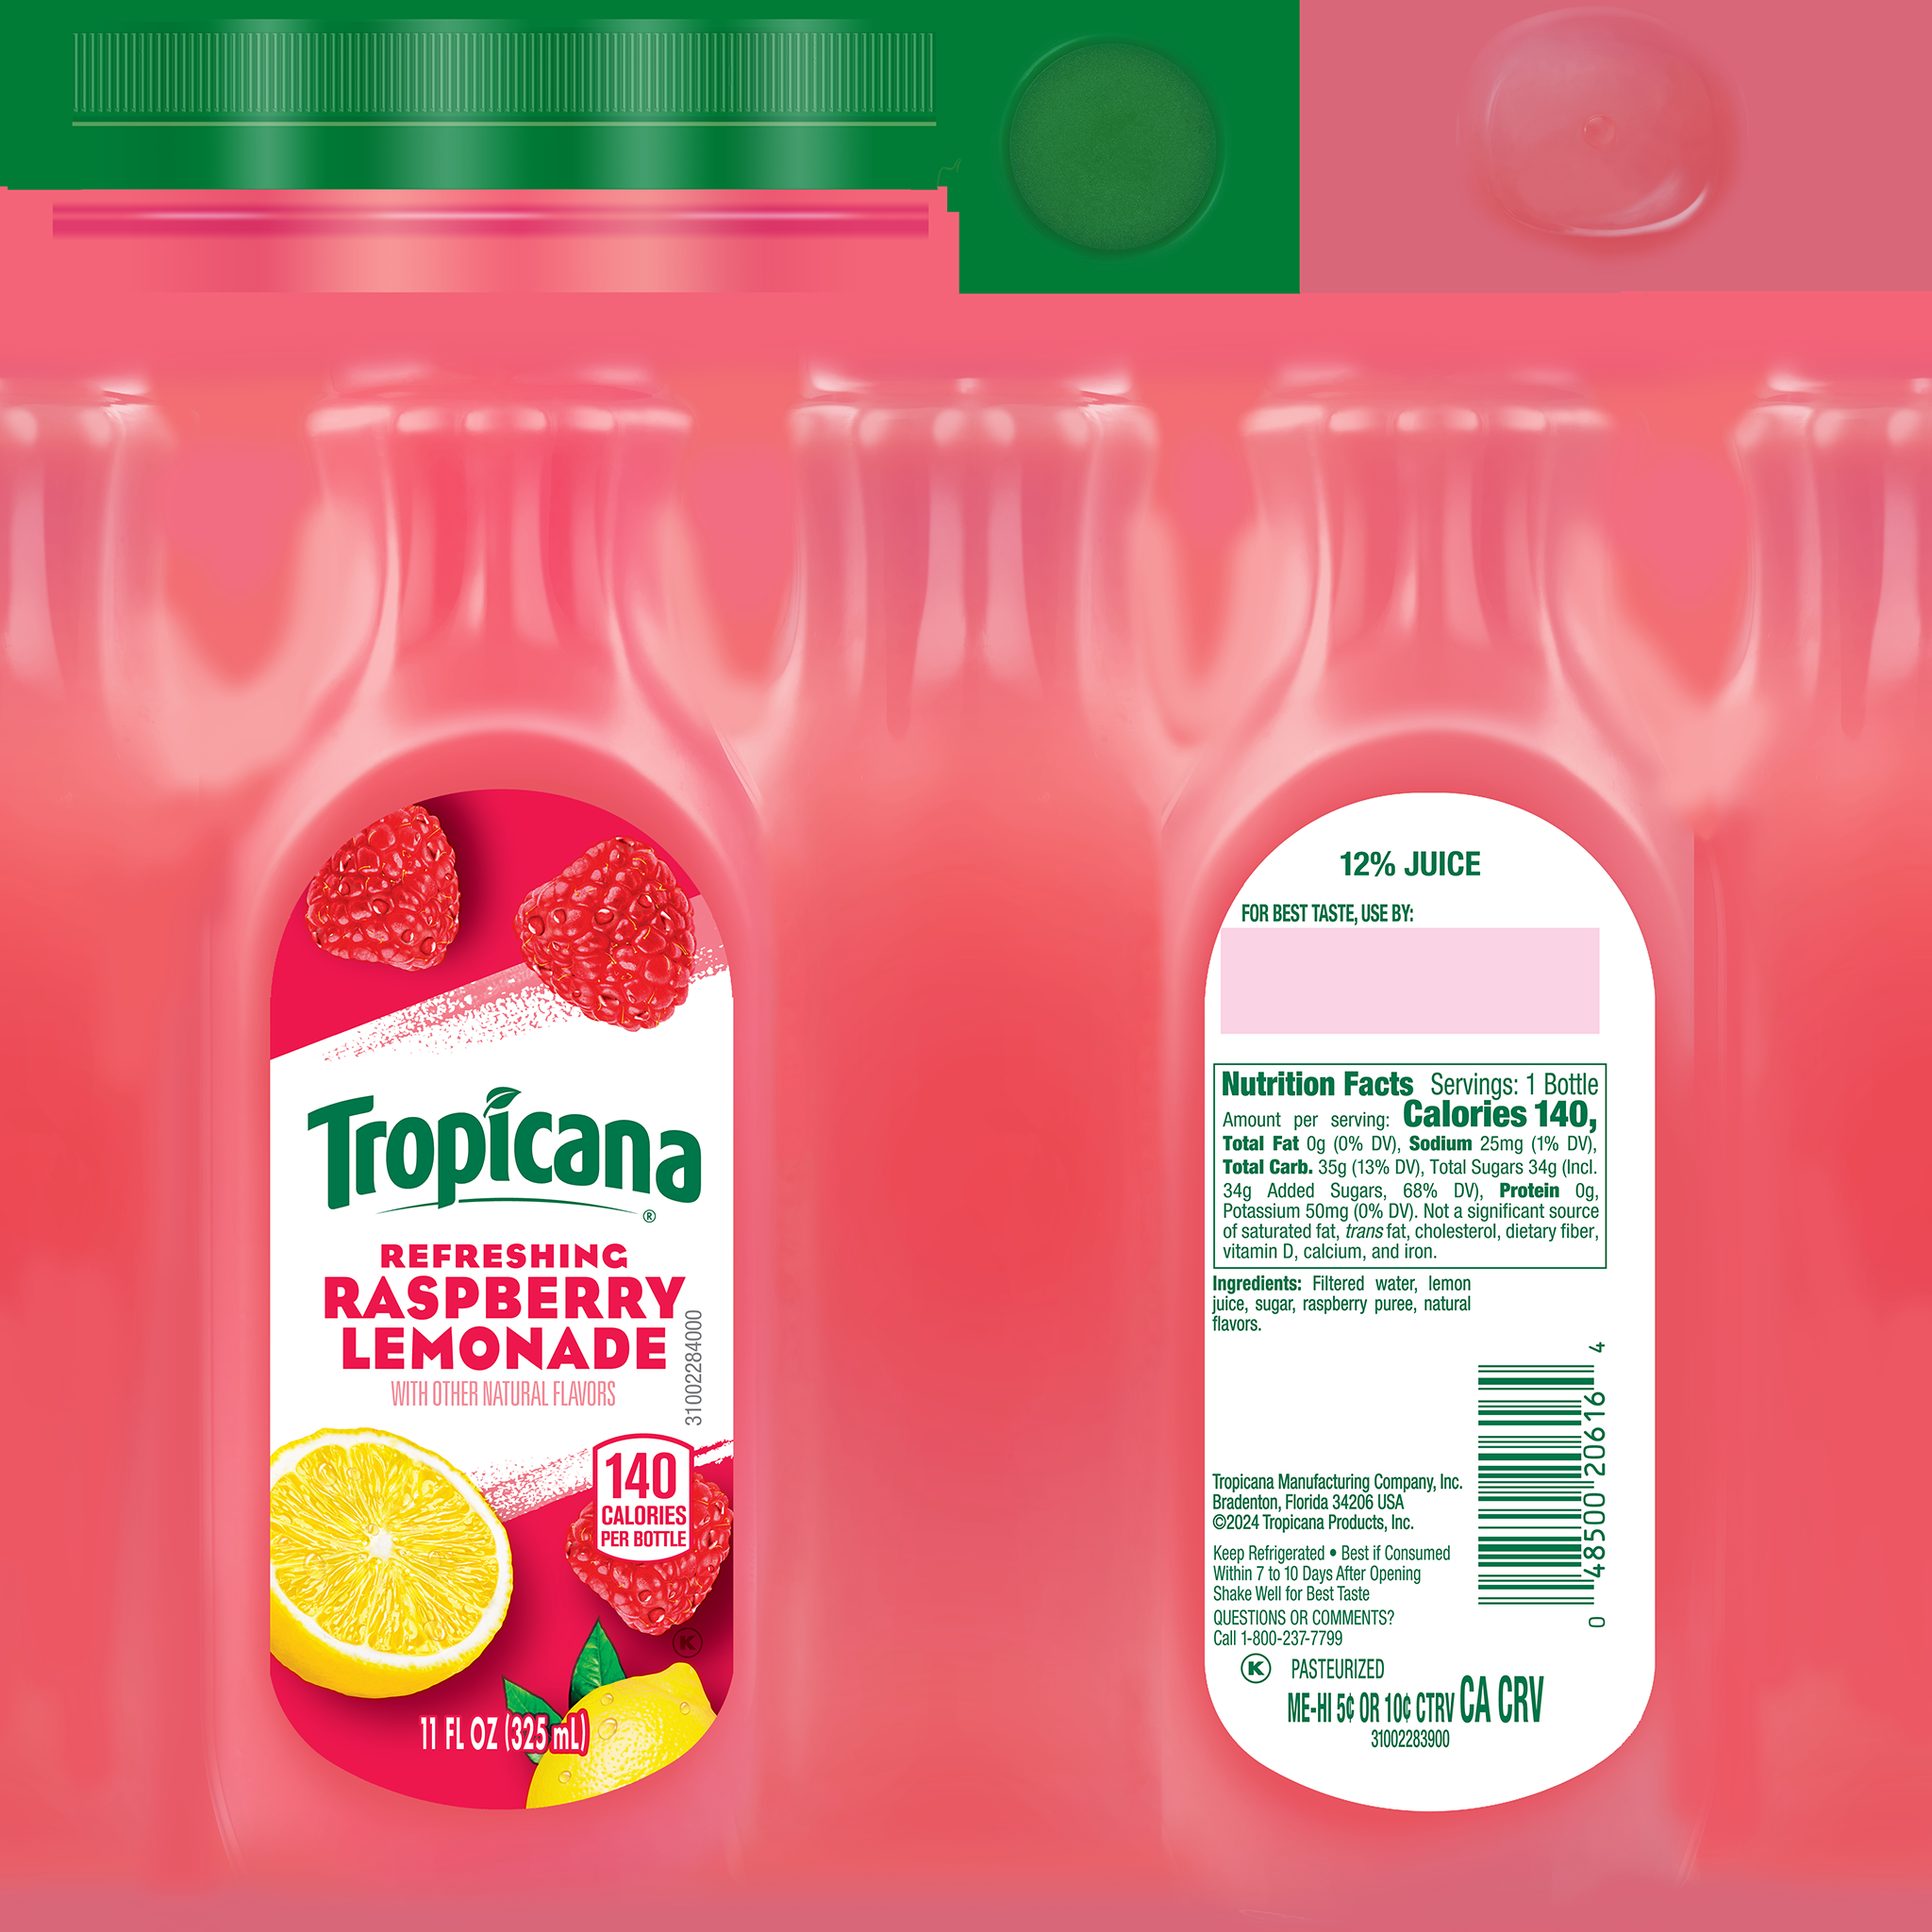 Tropicana
®
REFRESHING
RASPBERRY
LEMONADE
WITH OTHER NATURAL FLAVORS
31002284000
140
CALORIES
PER BOTTLE
K
11 FL OZ (325 mL)
12% JUICE
FOR BEST TASTE, USE BY:
Nutrition Facts Servings: 1 Bottle
Amount per serving: Calories 140,
Total Fat 0g (0% DV), Sodium 25mg (1% DV),
Total Carb. 35g (13% DV), Total Sugars 34g (Incl.
34g Added Sugars, 68% DV), Protein 0g,
Potassium 50mg (0% DV). Not a significant source
of saturated fat, trans fat, cholesterol, dietary fiber,
vitamin D, calcium, and iron.
Ingredients: Filtered water, lemon
juice, sugar, raspberry puree, natural
flavors.
0 48500 20616 4
Tropicana Manufacturing Company, Inc.
Bradenton, Florida 34206 USA
©2024 Tropicana Products, Inc.
Keep Refrigerated • Best if Consumed
Within 7 to 10 Days After Opening
Shake Well for Best Taste
QUESTIONS OR COMMENTS?
Call 1-800-237-7799
K PASTEURIZED
ME-HI 5¢ OR 10¢ CTRV CA CRV
31002283900